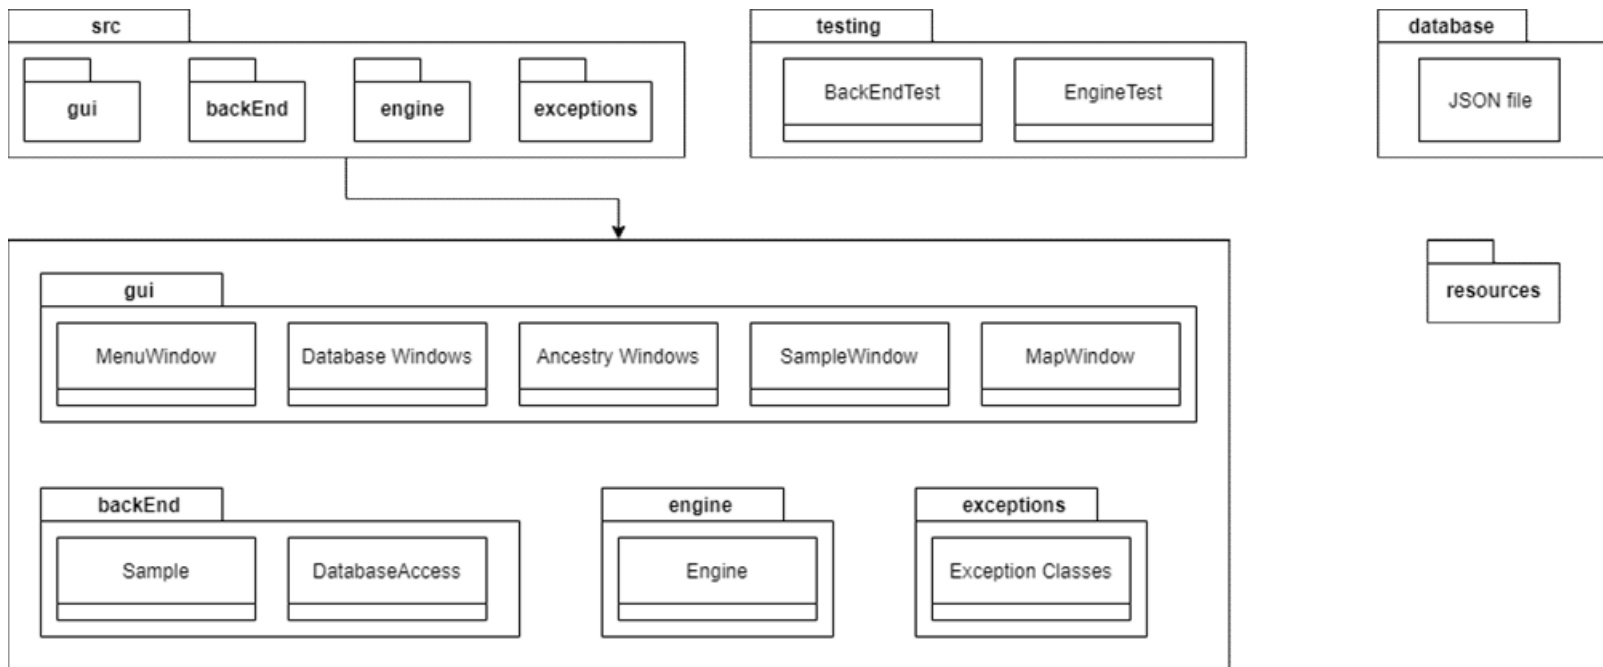 src
testing
database
gui
backEnd
engine
exceptions
BackEndTest
EngineTest
JSON file
gui
resources
MenuWindow
Database Windows
Ancestry Windows
SampleWindow
MapWindow
backEnd
engine
exceptions
Sample
DatabaseAccess
Engine
Exception Classes